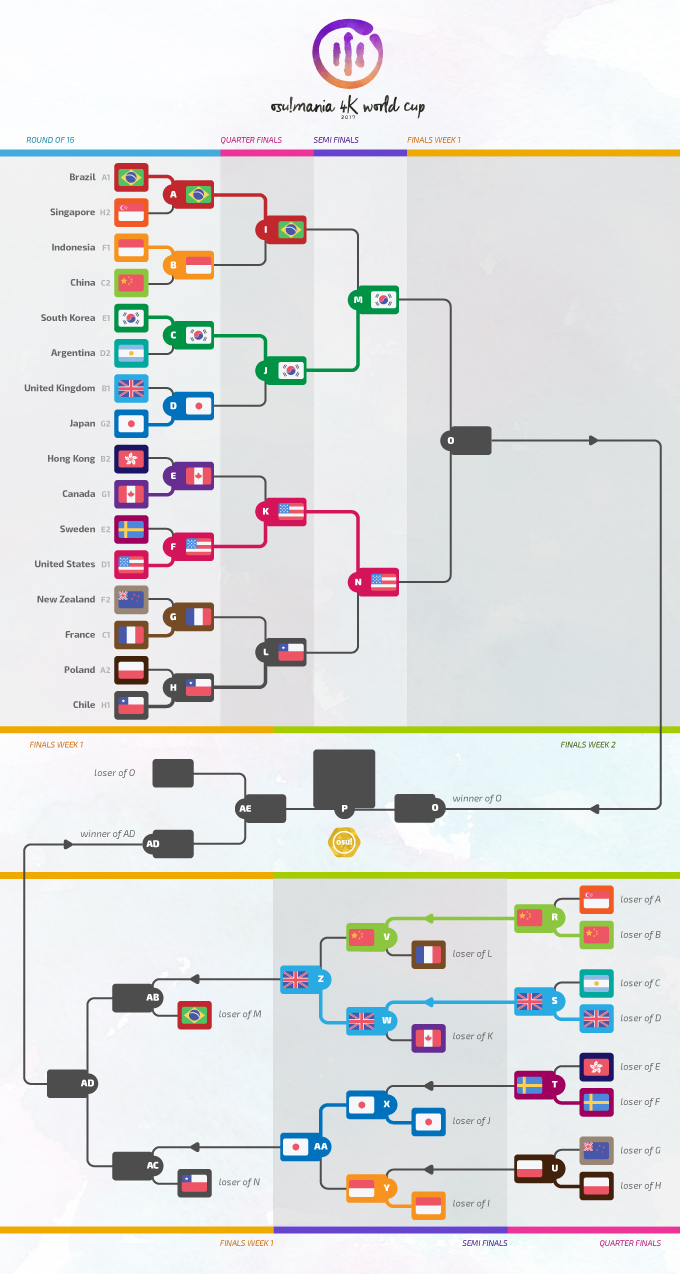 osu!mania 4K world cup
2017
ROUND OF 16 QUARTER FINALS SEMI FINALS FINALS WEEK 1
Brazil A1
A
Singapore H2
I
Indonesia F1
B
China C2
M
South Korea E1
C
Argentina D2
J
United Kingdom B1
D
Japan G2
O
Hong Kong B2
E
Canada G1
K
Sweden E2
F
United States D1
N
New Zealand F2
G
France C1
L
Poland A2
H
Chile H1
FINALS WEEK 1 FINALS WEEK 2
loser of O
AE P O winner of O
winner of AD AD
osu!
loser of A
R
loser of B
V
loser of L
Z
loser of C
S
loser of D
AB
W
loser of M
loser of K
loser of E
T
loser of F
AD
X
loser of J
AA
loser of G
U
loser of H
AC
Y
loser of N
loser of I
FINALS WEEK 1 SEMI FINALS QUARTER FINALS